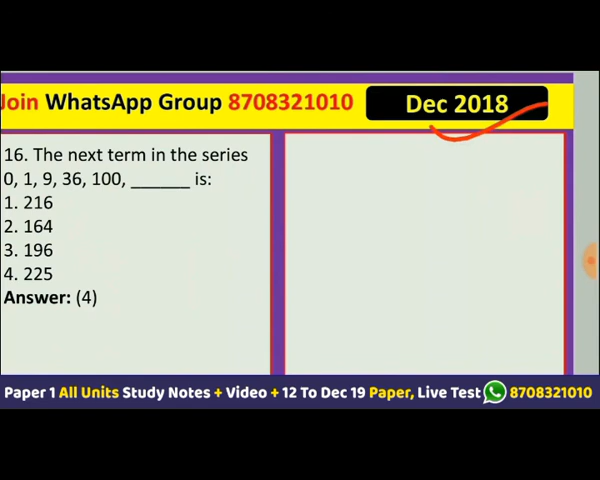 Join WhatsApp Group 8708321010
Dec 2018
16. The next term in the series
0, 1, 9, 36, 100, ______ is:
1. 216
2. 164
3. 196
4. 225
Answer: (4)
Paper 1 All Units Study Notes + Video + 12 To Dec 19 Paper, Live Test 8708321010